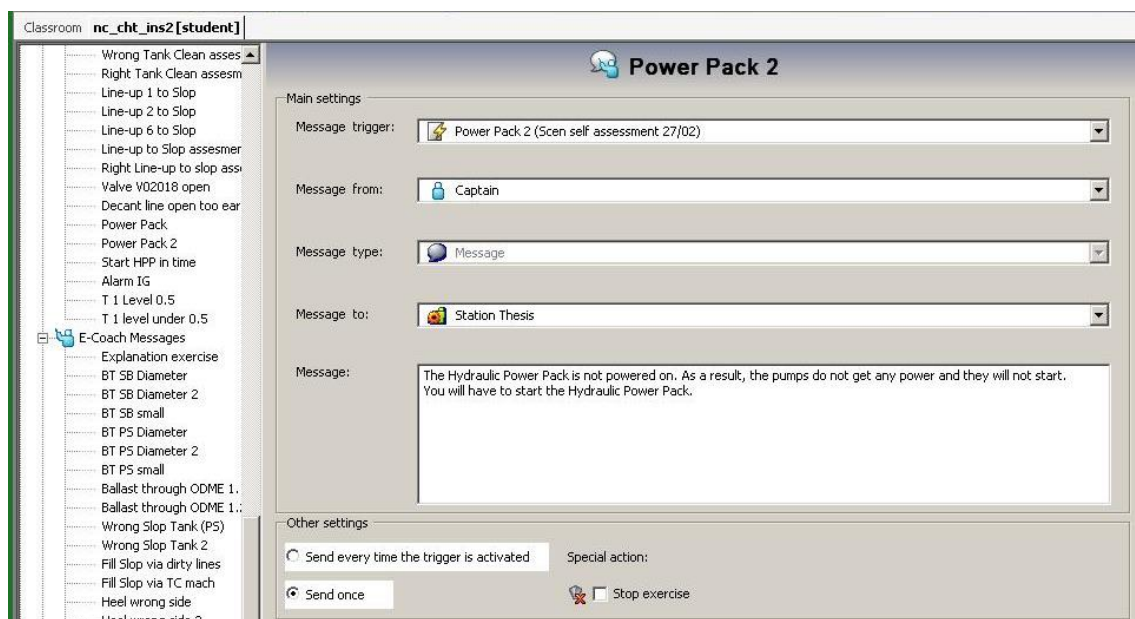 Classroom nc_cht_ins2 [student]
Wrong Tank Clean asses
Right Tank Clean assesm
Line-up 1 to Slop
Line-up 2 to Slop
Line-up 6 to Slop
Line-up to Slop assesmer
Right Line-up to slop ass
Valve V02018 open
Decant line open too ear
Power Pack
Power Pack 2
Start HPP in time
Alarm IG
T 1 Level 0.5
T 1 level under 0.5
E-Coach Messages
Explanation exercise
BT SB Diameter
BT SB Diameter 2
BT SB small
BT PS Diameter
BT PS Diameter 2
BT PS small
Ballast through ODME 1.
Ballast through ODME 1.:
Wrong Slop Tank (PS)
Wrong Slop Tank 2
Fill Slop via dirty lines
Fill Slop via TC mach
Heel wrong side
Power Pack 2
Main settings
Message trigger: Power Pack 2 (Scen self assessment 27/02)
Message from: Captain
Message type: Message
Message to: Station Thesis
Message: The Hydraulic Power Pack is not powered on. As a result, the pumps do not get any power and they will not start.
You will have to start the Hydraulic Power Pack.
Other settings
Send every time the trigger is activated Special action:
Send once Stop exercise